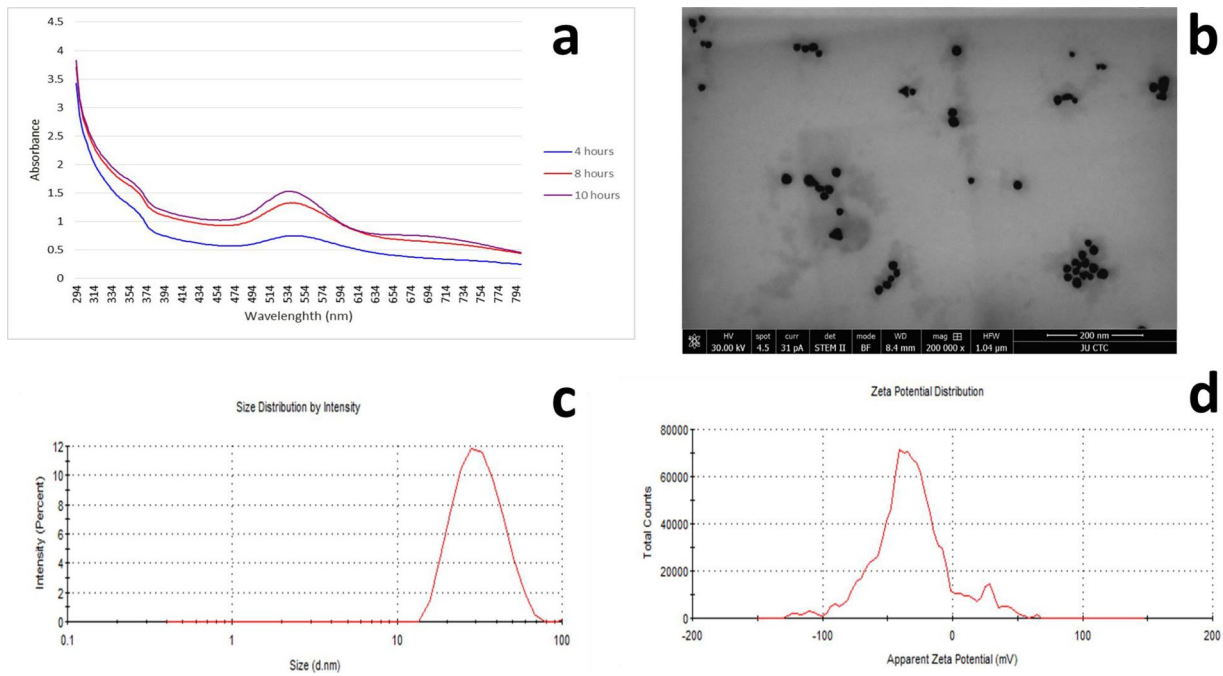 a
4.5
4
3.5
3
2.5
2
1.5
1
0.5
0
Absorbance
294 314 334 354 374 394 414 434 454 474 494 514 534 554 574 594 614 634 654 674 694 714 734 754 774 794
Wavelenghth (nm)
4 hours
8 hours
10 hours
b
HV spot curr det mode WD mag HFW 200 nm
30.00 kV 4.5 31 pA STEM II BF 8.4 mm 200 000 x 1.04 µm JU CTC
c
Size Distribution by Intensity
12
10
8
6
4
2
0
Intensity (Percent)
0.1 1 10 100
Size (d.nm)
d
Zeta Potential Distribution
80000
60000
40000
20000
0
Total Counts
-200 -100 0 100 200
Apparent Zeta Potential (mV)